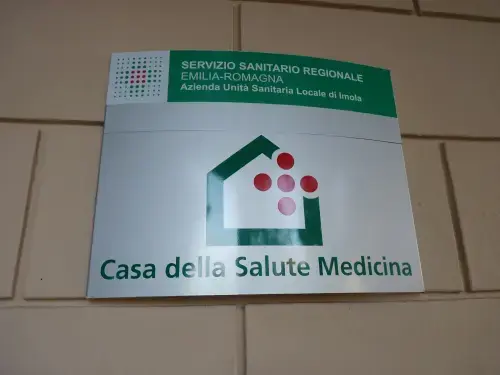 SERVIZIO SANITARIO REGIONALE
EMILIA-ROMAGNA
Azienda Unità Sanitaria Locale di Imola
Casa della Salute Medicina